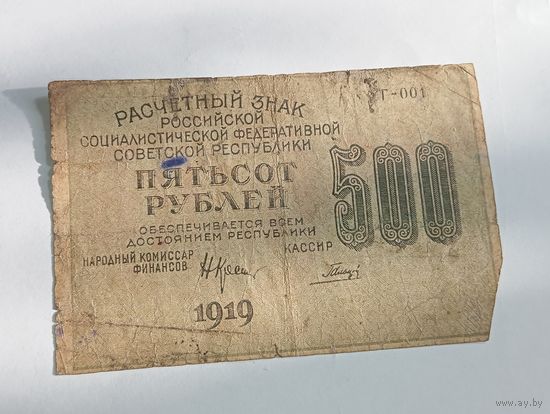 РАСЧЕТНЫЙ ЗНАК
РОССИЙСКОЙ
СОЦИАЛИСТИЧЕСКОЙ ФЕДЕРАТИВНОЙ
СОВЕТСКОЙ РЕСПУБЛИКИ
ПЯТЬСОТ
РУБЛЕЙ
500
ОБЕСПЕЧИВАЕТСЯ ВСЕМ
ДОСТОЯНИЕМ РЕСПУБЛИКИ
НАРОДНЫЙ КОМИССАР
ФИНАНСОВ
КАССИР
1919
www.ay.by